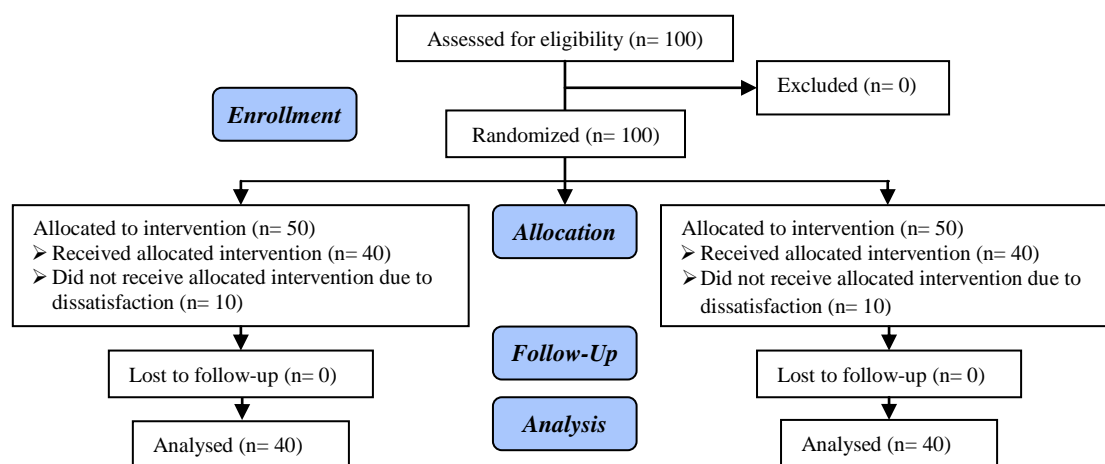 Assessed for eligibility (n= 100)
Excluded (n= 0)
Enrollment
Randomized (n= 100)
Allocated to intervention (n= 50)
➢ Received allocated intervention (n= 40)
➢ Did not receive allocated intervention due to
dissatisfaction (n= 10)
Allocation
Allocated to intervention (n= 50)
➢ Received allocated intervention (n= 40)
➢ Did not receive allocated intervention due to
dissatisfaction (n= 10)
Follow-Up
Lost to follow-up (n= 0)
Lost to follow-up (n= 0)
Analysis
Analysed (n= 40)
Analysed (n= 40)